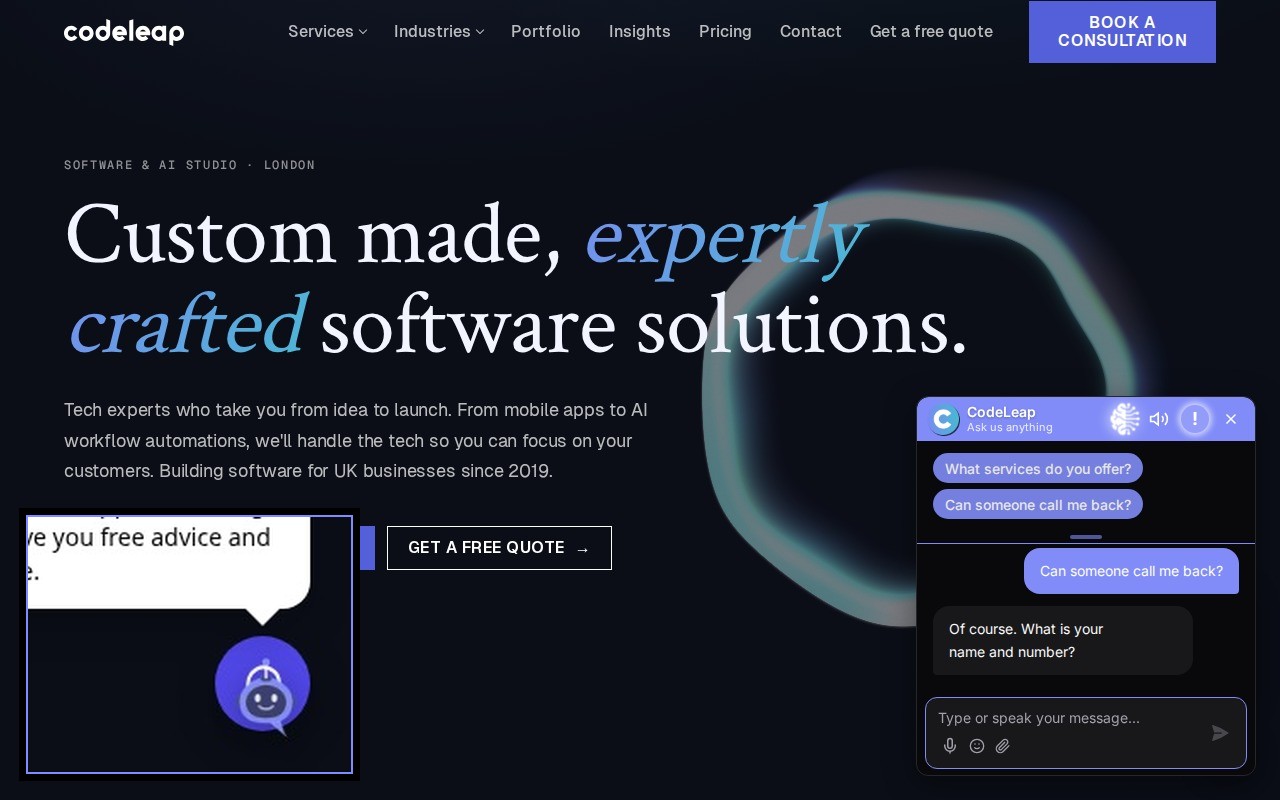 codeleap
Services
Industries
Portfolio
Insights
Pricing
Contact
Get a free quote
BOOK A
CONSULTATION
SOFTWARE & AI STUDIO · LONDON
Custom made, expertly
crafted software solutions.
Tech experts who take you from idea to launch. From mobile apps to AI
workflow automations, we'll handle the tech so you can focus on your
customers. Building software for UK businesses since 2019.
GET A FREE QUOTE →
ve you free advice and
e.
C
CodeLeap
Ask us anything
!
What services do you offer?
Can someone call me back?
Can someone call me back?
Of course. What is your
name and number?
Type or speak your message...